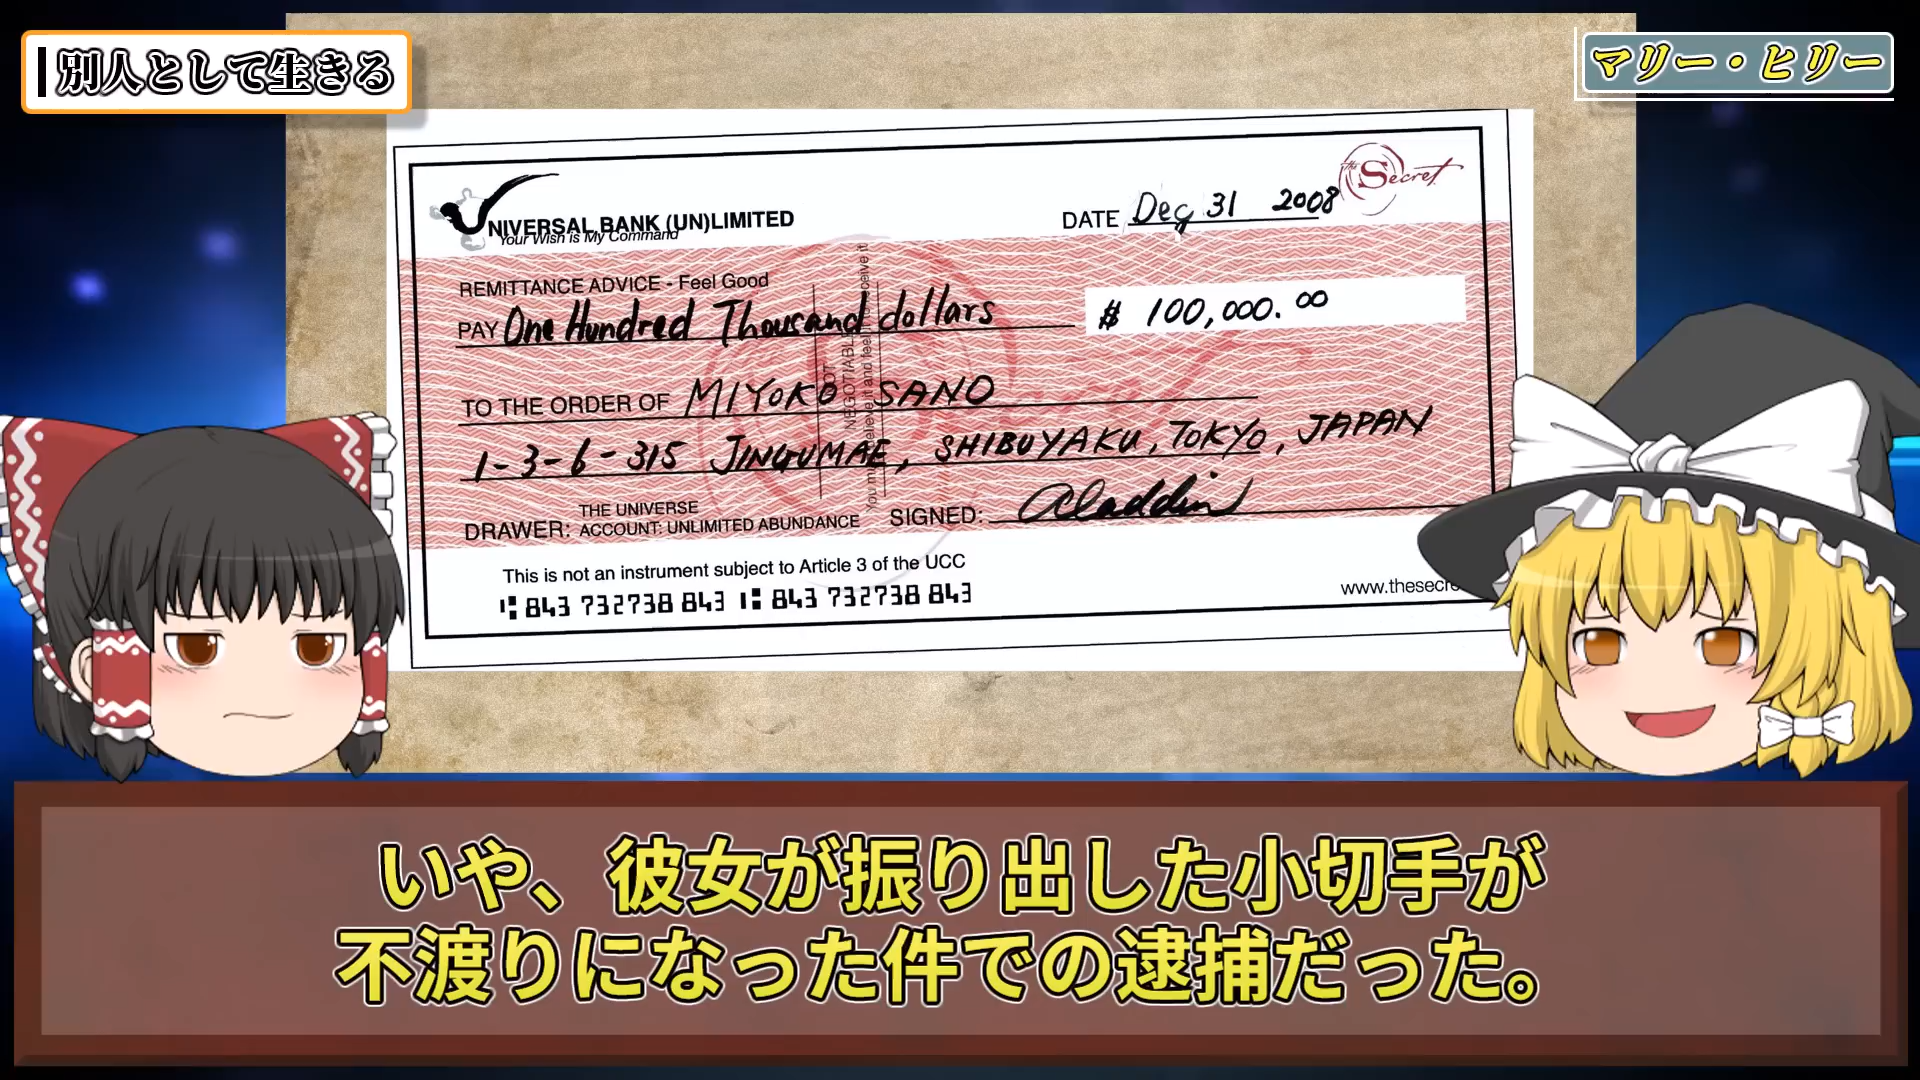 別人として生きる
マリー・ヒリー
the Secret
UNIVERSAL BANK (UN)LIMITED
Your Wish is My Command
DATE Dec 31 2008
REMITTANCE ADVICE - Feel Good
PAY One Hundred Thousand dollars
$ 100,000.00
TO THE ORDER OF MIYOKO SANO
1-3-6-315 JINGUMAE, SHIBUYAKU, TOKYO, JAPAN
THE UNIVERSE
DRAWER: ACCOUNT: UNLIMITED ABUNDANCE
SIGNED: Aladdin
This is not an instrument subject to Article 3 of the UCC
843 732738 843 843 732738 843
www.thesecre
いや、彼女が振り出した小切手が
不渡りになった件での逮捕だった。